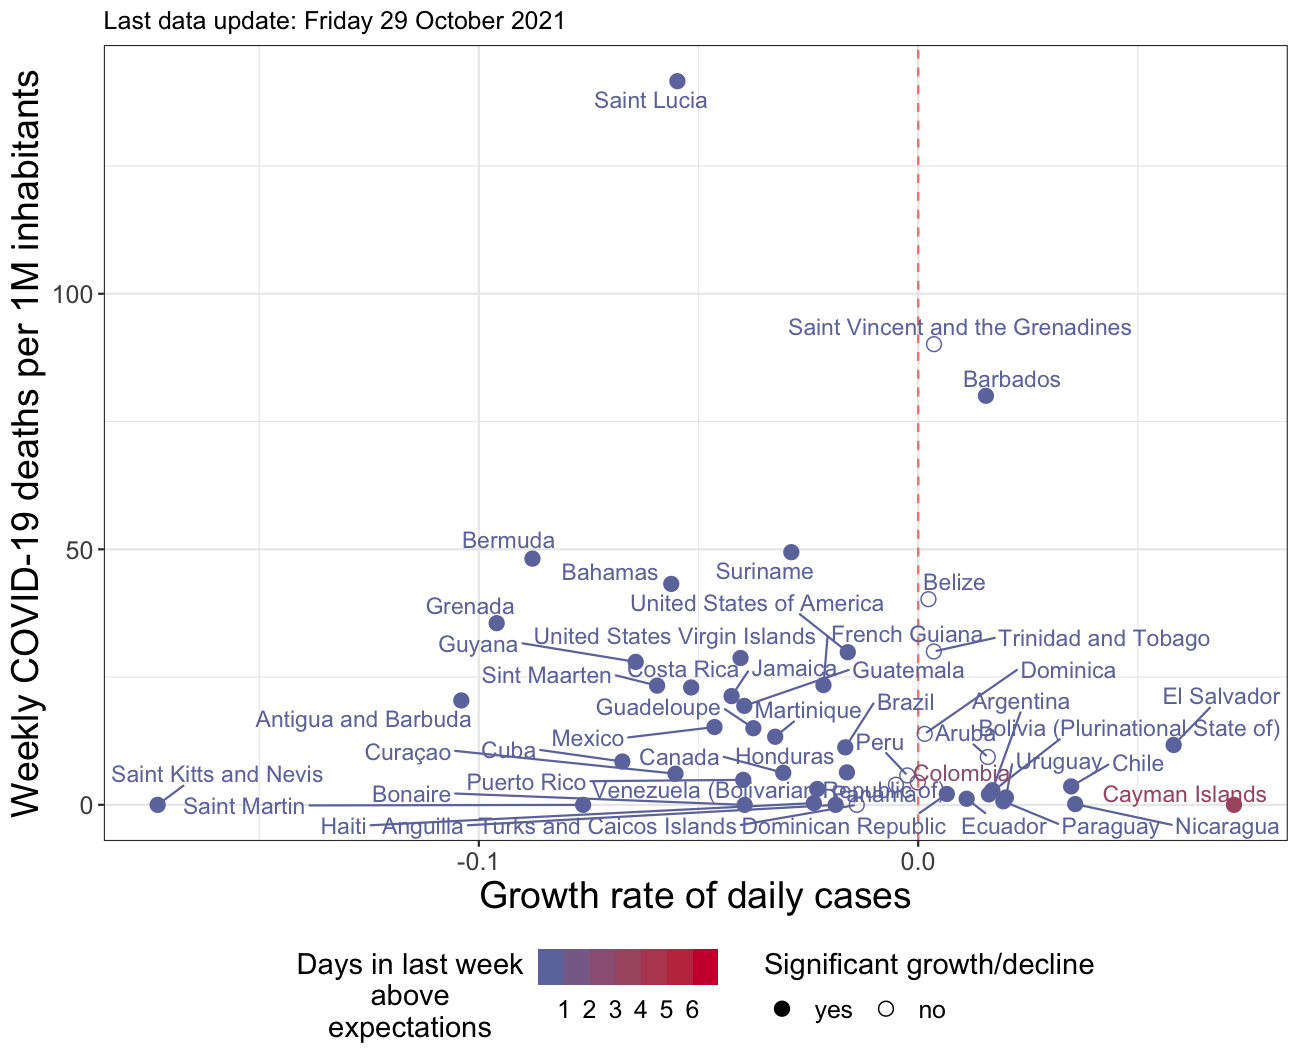 Last data update: Friday 29 October 2021
Weekly COVID-19 deaths per 1M inhabitants
Saint Lucia
100
Saint Vincent and the Grenadines
Barbados
50
Bermuda
Bahamas
Suriname
Belize
Grenada
United States of America
Guyana
United States Virgin Islands
French Guiana
Trinidad and Tobago
Sint Maarten
Costa Rica
Jamaica
Guatemala
Dominica
Antigua and Barbuda
Guadeloupe
Martinique
Brazil
Argentina
El Salvador
Mexico
Peru
Aruba
Bolivia (Plurinational State of)
Curaçao
Cuba
Canada
Honduras
Uruguay
Chile
Saint Kitts and Nevis
Colombia
Puerto Rico
Venezuela (Bolivarian Republic of)
Panama
Bonaire
Cayman Islands
Saint Martin
0
Haiti
Anguilla
Turks and Caicos Islands
Dominican Republic
Ecuador
Paraguay
Nicaragua
-0.1
0.0
Growth rate of daily cases
Days in last week
above
expectations
1 2 3 4 5 6
Significant growth/decline
yes
no